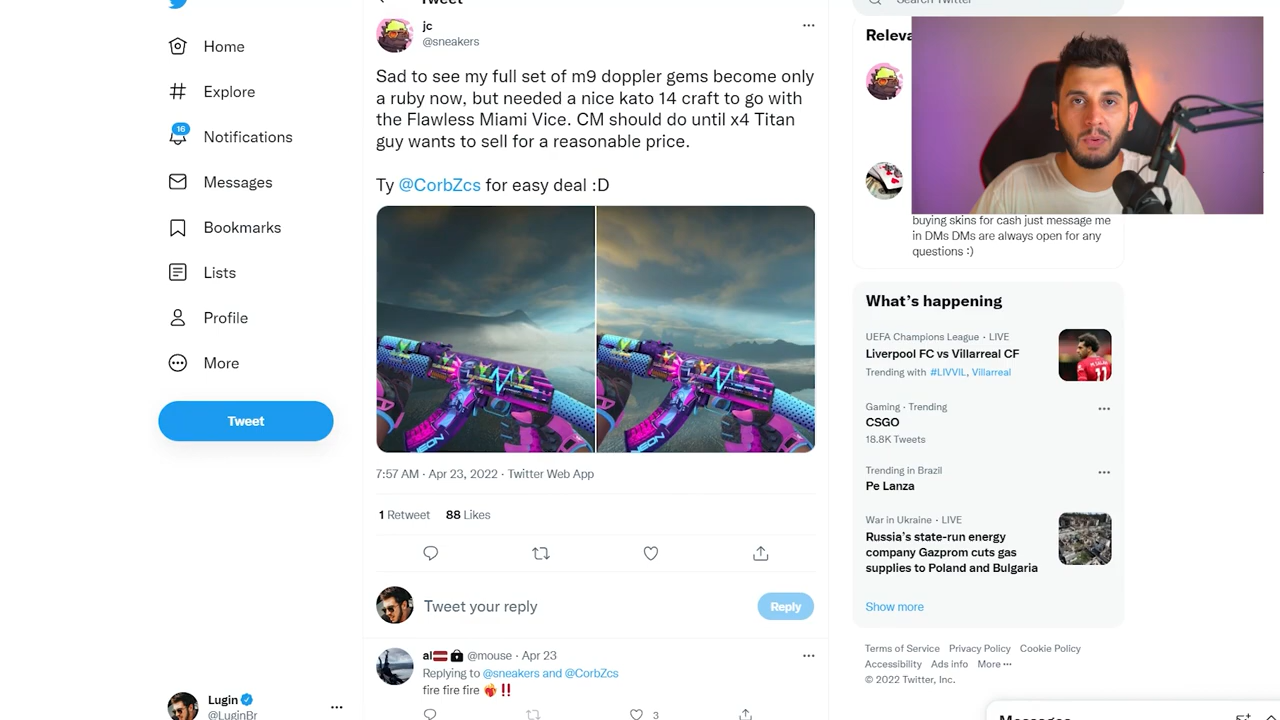 Tweet
Search Twitter
Home
Explore
16
Notifications
Messages
Bookmarks
Lists
Profile
More
Tweet
Lugin
@LuginBr
jc
@sneakers
Sad to see my full set of m9 doppler gems become only
a ruby now, but needed a nice kato 14 craft to go with
the Flawless Miami Vice. CM should do until x4 Titan
guy wants to sell for a reasonable price.
Ty @CorbZcs for easy deal :D
7:57 AM · Apr 23, 2022 · Twitter Web App
1 Retweet 88 Likes
Tweet your reply
Reply
al @mouse · Apr 23
Replying to @sneakers and @CorbZcs
fire fire fire ❤️‍🔥 ‼️
3
Releva
buying skins for cash just message me
in DMs DMs are always open for any
questions :)
What's happening
UEFA Champions League · LIVE
Liverpool FC vs Villarreal CF
Trending with #LIVVIL, Villarreal
Gaming · Trending
CSGO
18.8K Tweets
Trending in Brazil
Pe Lanza
War in Ukraine · LIVE
Russia's state-run energy
company Gazprom cuts gas
supplies to Poland and Bulgaria
Show more
Terms of Service Privacy Policy Cookie Policy
Accessibility Ads info More ···
© 2022 Twitter, Inc.
Messages